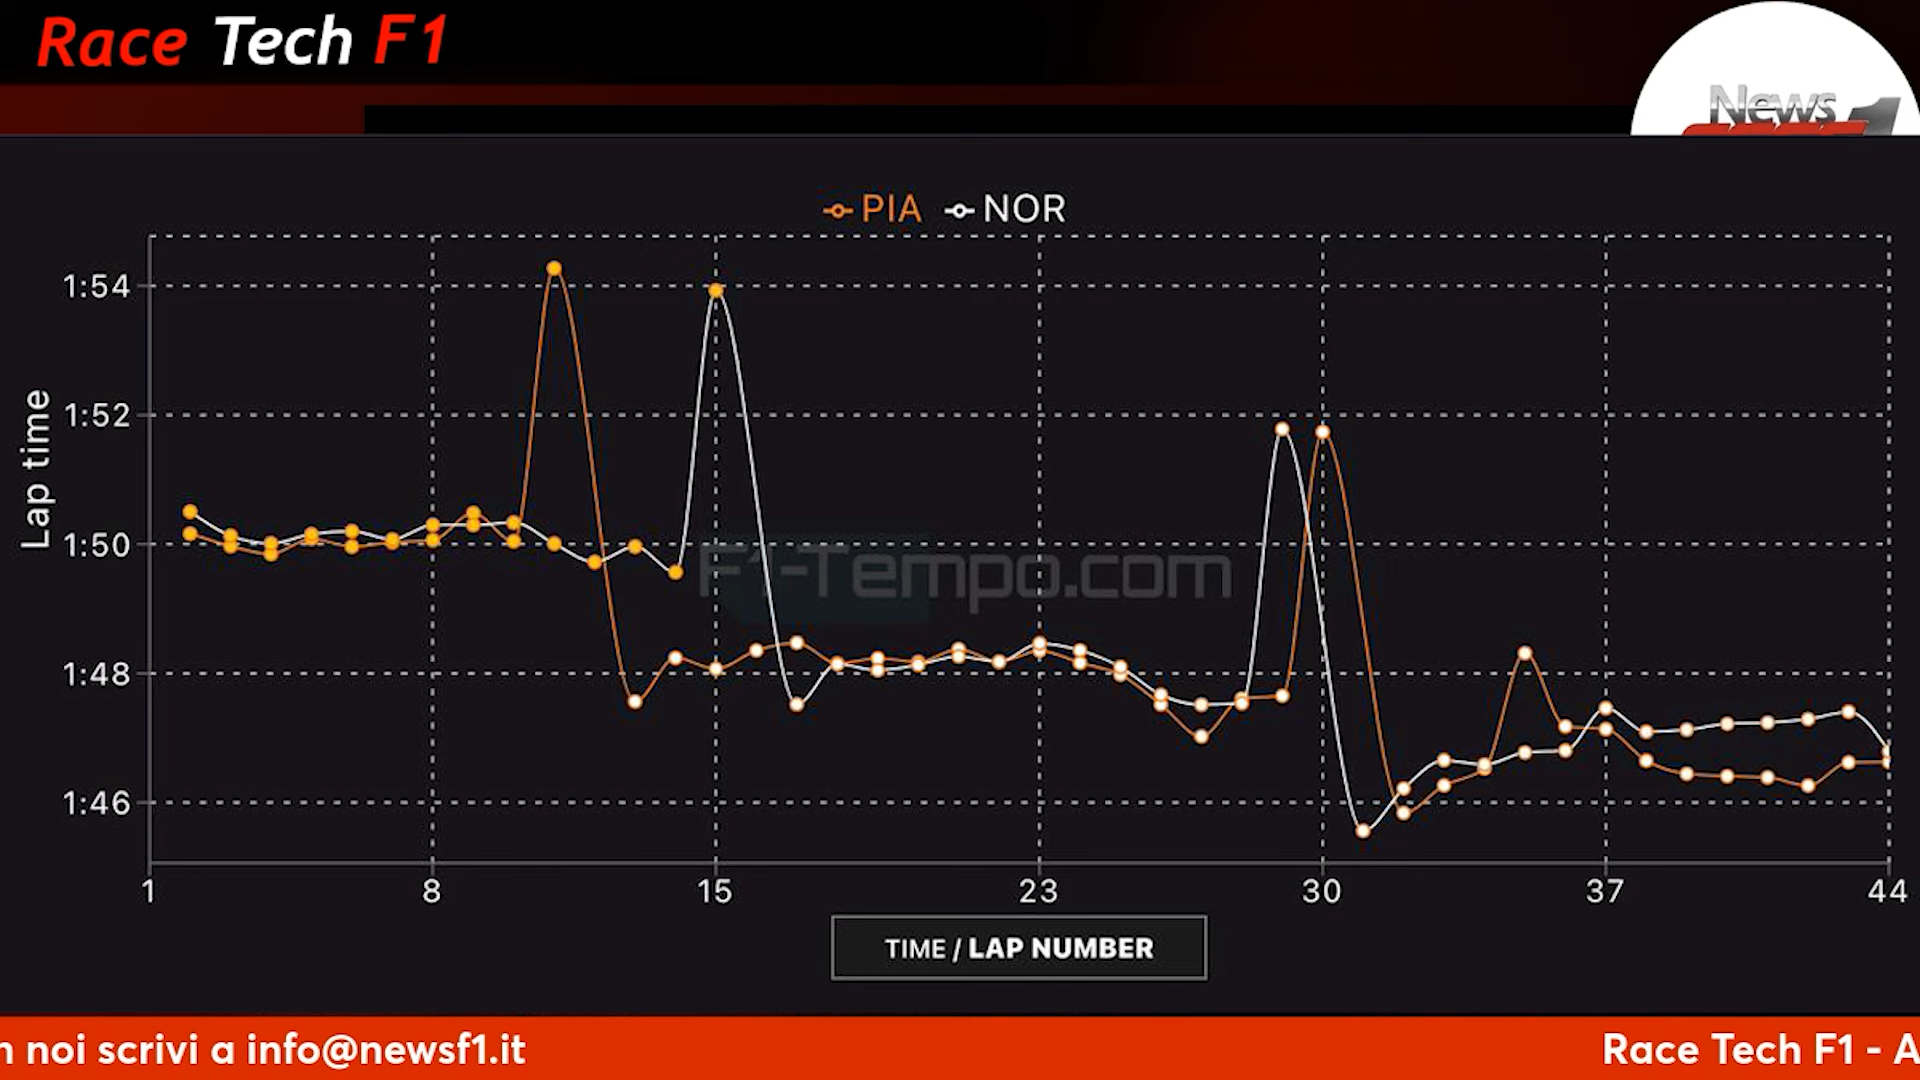 Race Tech F1
News 1
PIA NOR
1:54
1:52
1:50
1:48
1:46
Lap time
F1-Tempo.com
1 8 15 23 30 37 44
TIME / LAP NUMBER
noi scrivi a info@newsf1.it
Race Tech F1 - A